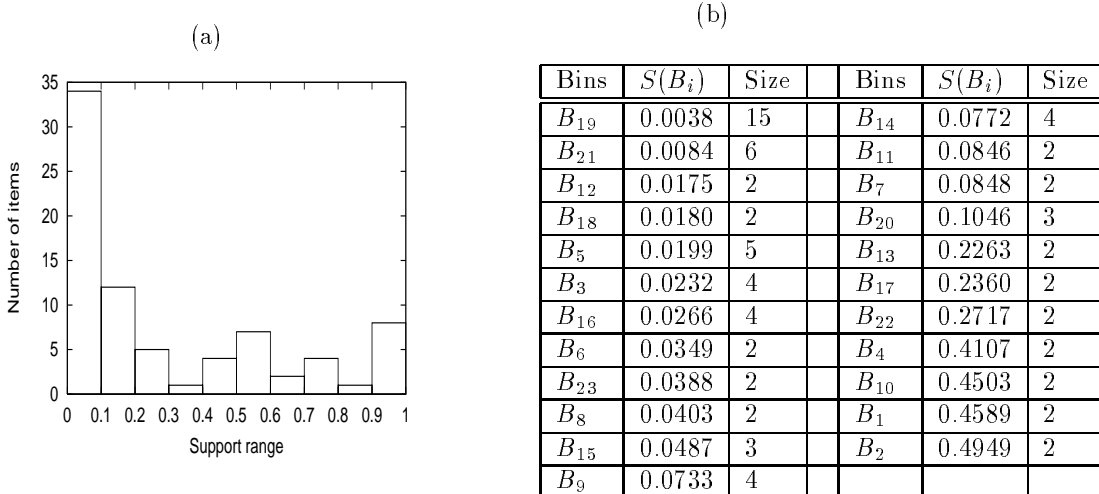 (a)
35
30
25
20
15
10
5
0
Number of items
0 0.1 0.2 0.3 0.4 0.5 0.6 0.7 0.8 0.9 1
Support range
(b)
Bins S(B_i) Size Bins S(B_i) Size
B_19 0.0038 15 B_14 0.0772 4
B_21 0.0084 6 B_11 0.0846 2
B_12 0.0175 2 B_7 0.0848 2
B_18 0.0180 2 B_20 0.1046 3
B_5 0.0199 5 B_13 0.2263 2
B_3 0.0232 4 B_17 0.2360 2
B_16 0.0266 4 B_22 0.2717 2
B_6 0.0349 2 B_4 0.4107 2
B_23 0.0388 2 B_10 0.4503 2
B_8 0.0403 2 B_1 0.4589 2
B_15 0.0487 3 B_2 0.4949 2
B_9 0.0733 4